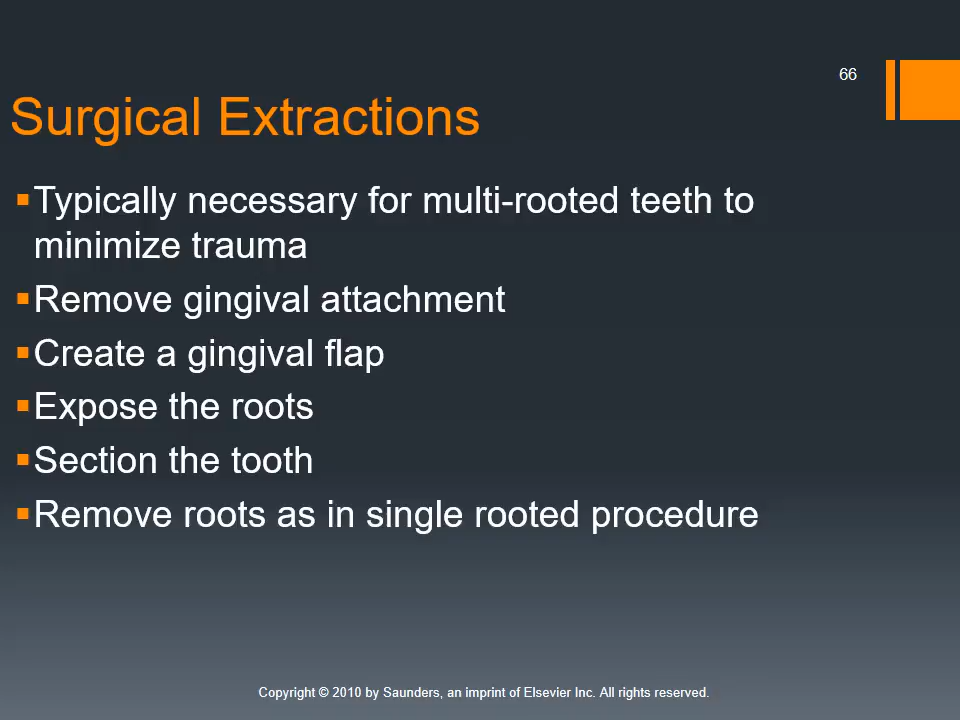 66
Surgical Extractions
▪Typically necessary for multi-rooted teeth to
minimize trauma
▪Remove gingival attachment
▪Create a gingival flap
▪Expose the roots
▪Section the tooth
▪Remove roots as in single rooted procedure
Copyright © 2010 by Saunders, an imprint of Elsevier Inc. All rights reserved.